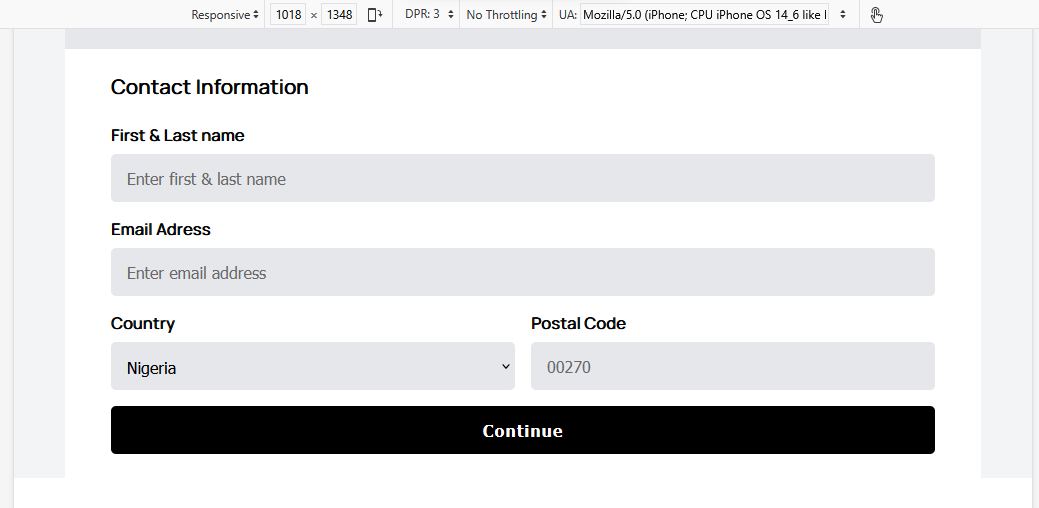 Responsive 1018 × 1348 DPR: 3 No Throttling UA: Mozilla/5.0 (iPhone; CPU iPhone OS 14_6 like
Contact Information
First & Last name
Enter first & last name
Email Adress
Enter email address
Country Postal Code
Nigeria 00270
Continue